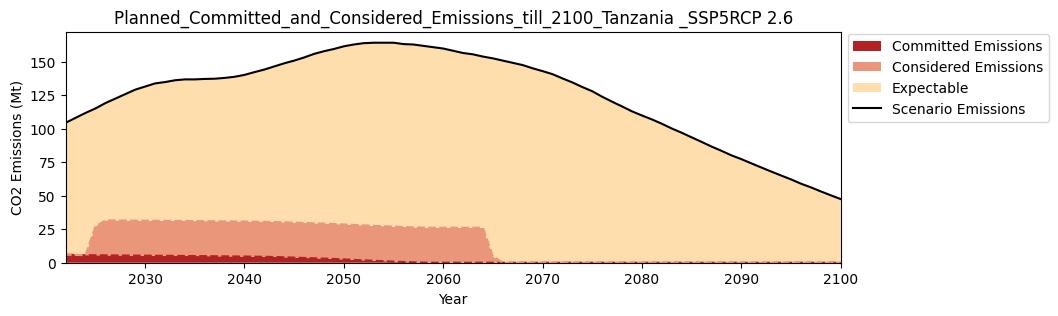 Planned_Committed_and_Considered_Emissions_till_2100_Tanzania _SSP5RCP 2.6
CO2 Emissions (Mt)
150
125
100
75
50
25
0
2030 2040 2050 2060 2070 2080 2090 2100
Year
Committed Emissions
Considered Emissions
Expectable
Scenario Emissions